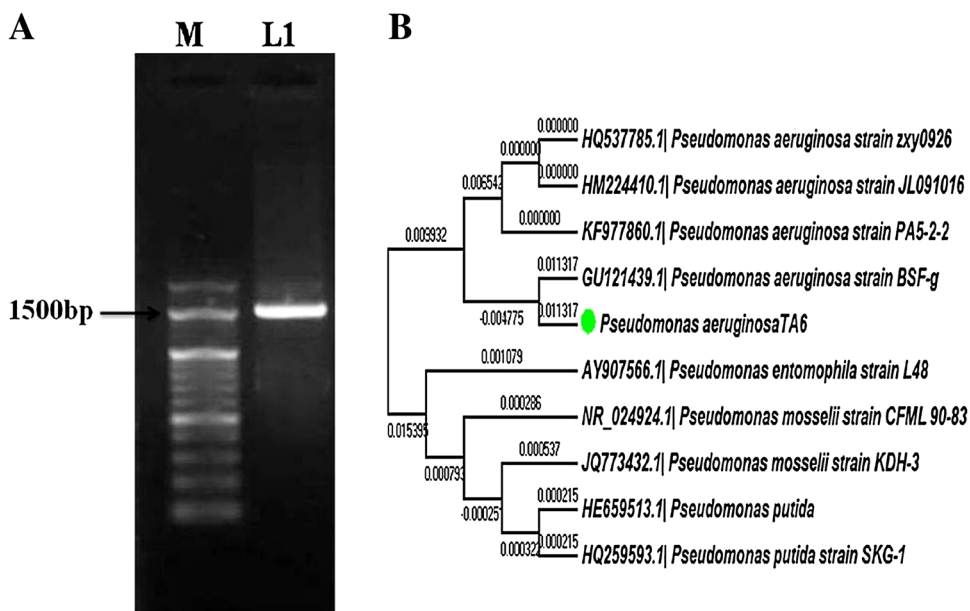 A
M L1
1500bp
B
0.000000
HQ537785.1| Pseudomonas aeruginosa strain zxy0926
0.000000
0.000000
HM224410.1| Pseudomonas aeruginosa strain JL091016
0.006542
0.000000
KF977860.1| Pseudomonas aeruginosa strain PA5-2-2
0.009932
0.011317
GU121439.1| Pseudomonas aeruginosa strain BSF-g
-0.004775
0.011317
Pseudomonas aeruginosaTA6
0.001079
AY907566.1| Pseudomonas entomophila strain L48
0.015395
0.000286
NR_024924.1| Pseudomonas mosselii strain CFML 90-83
0.000793
0.000537
JQ773432.1| Pseudomonas mosselii strain KDH-3
-0.000251
0.000215
HE659513.1| Pseudomonas putida
0.000322
0.000215
HQ259593.1| Pseudomonas putida strain SKG-1